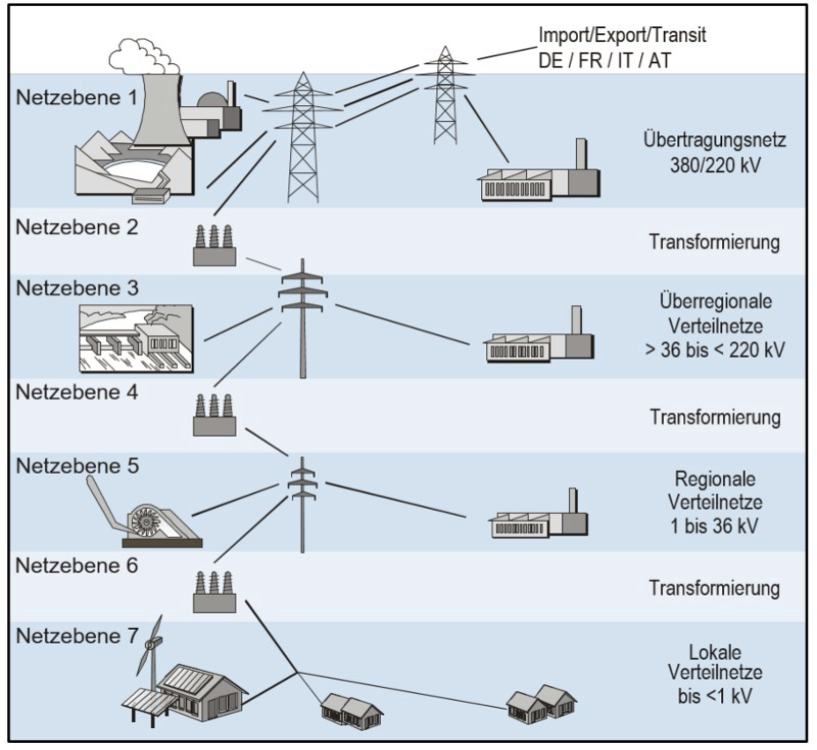 Import/Export/Transit
DE / FR / IT / AT
Netzebene 1
Übertragungsnetz
380/220 kV
Netzebene 2
Transformierung
Netzebene 3
Überregionale
Verteilnetze
> 36 bis < 220 kV
Netzebene 4
Transformierung
Netzebene 5
Regionale
Verteilnetze
1 bis 36 kV
Netzebene 6
Transformierung
Netzebene 7
Lokale
Verteilnetze
bis <1 kV